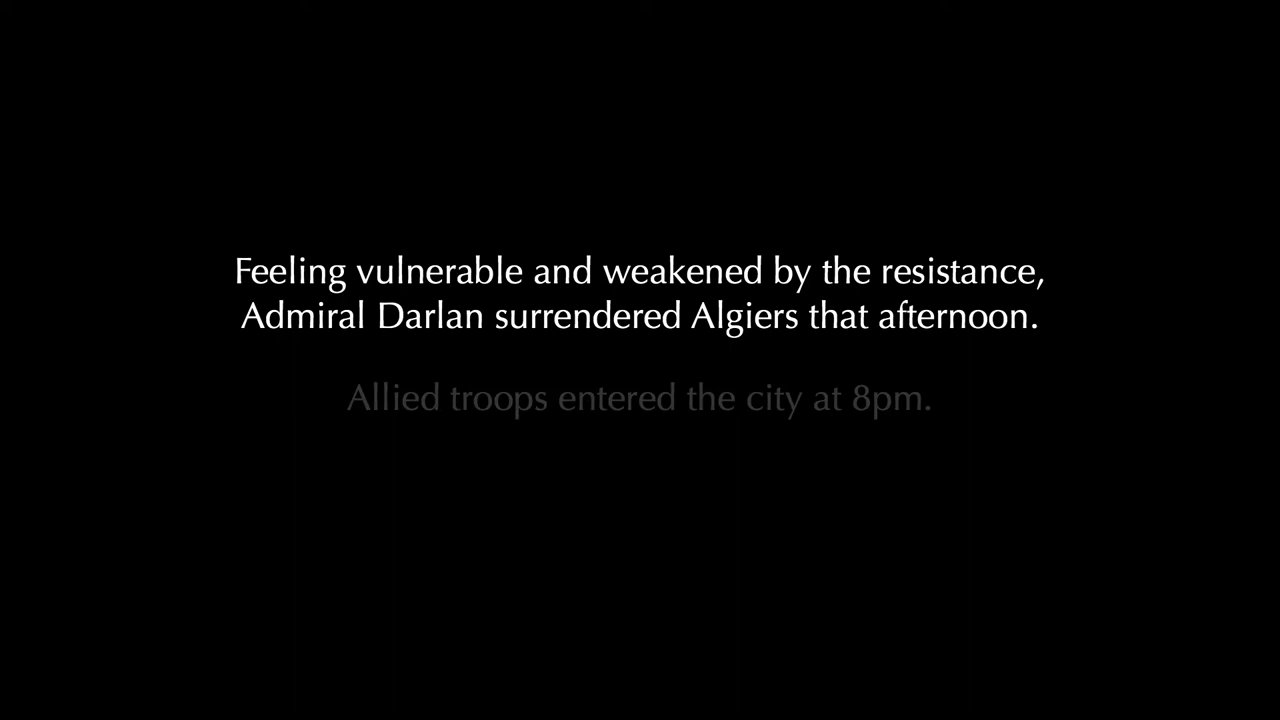 Feeling vulnerable and weakened by the resistance,
Admiral Darlan surrendered Algiers that afternoon.
Allied troops entered the city at 8pm.